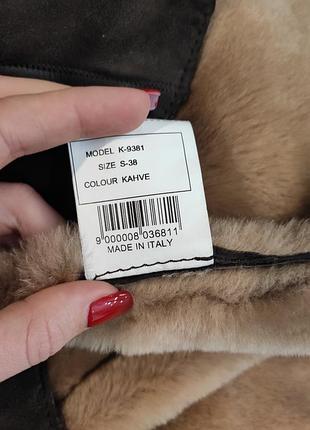 MODEL K-9381
SIZE S-38
COLOUR KAHVE
9 000008 036811
MADE IN ITALY